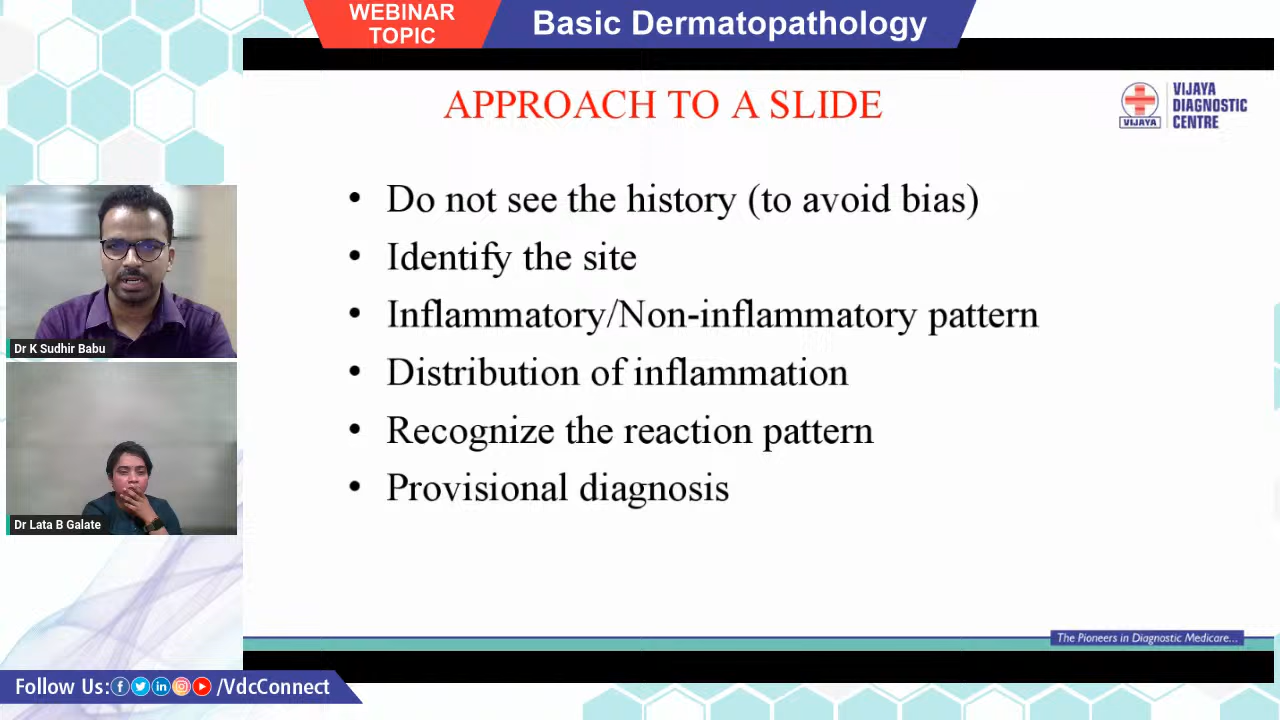 WEBINAR
TOPIC
Basic Dermatopathology
APPROACH TO A SLIDE
VIJAYA
VIJAYA
DIAGNOSTIC
CENTRE
• Do not see the history (to avoid bias)
• Identify the site
• Inflammatory/Non-inflammatory pattern
• Distribution of inflammation
• Recognize the reaction pattern
• Provisional diagnosis
Dr K Sudhir Babu
Dr Lata B Galate
The Pioneers in Diagnostic Medicare...
Follow Us: /VdcConnect